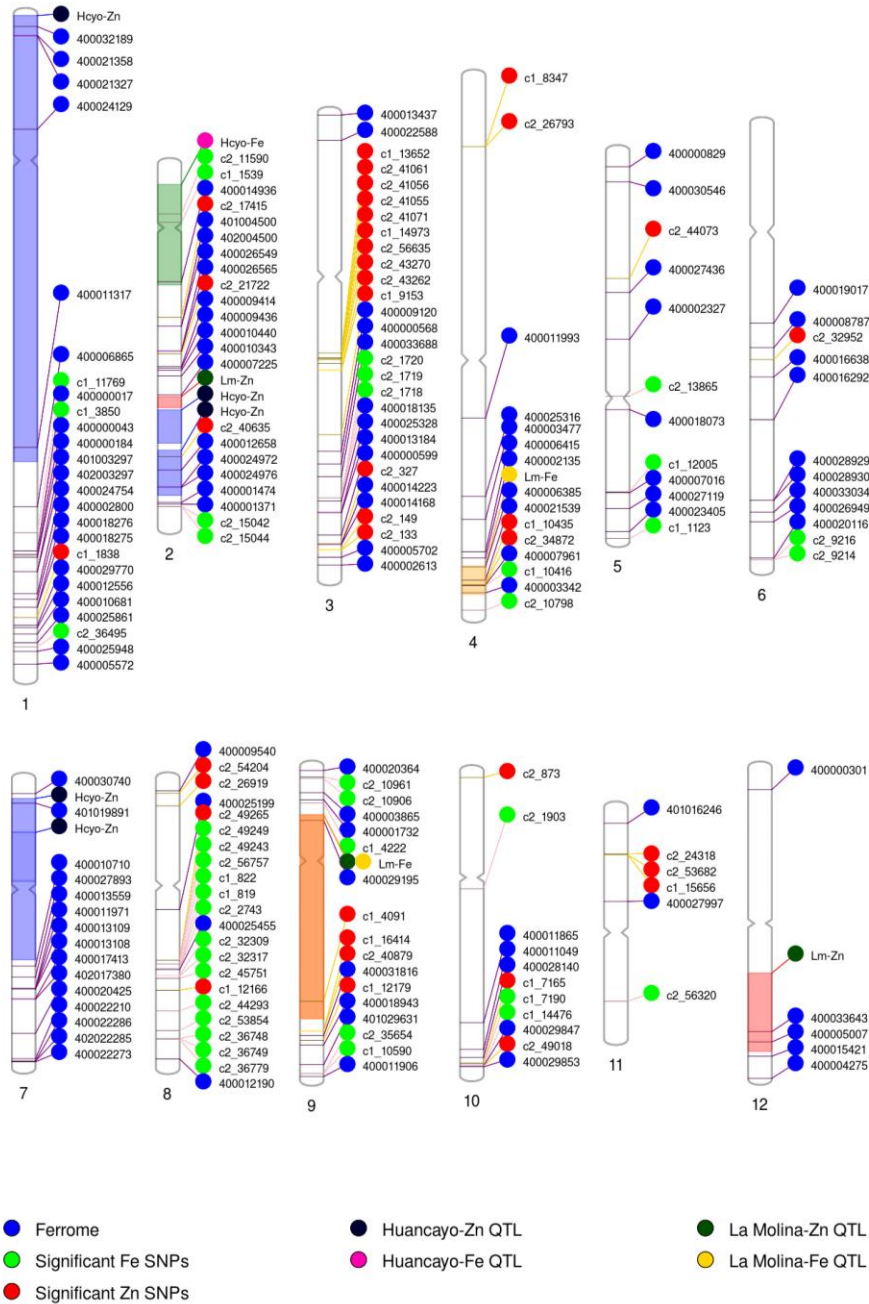 Hcyo-Zn
400032189
400021358
400021327
400024129
400011317
400006865
c1_11769
400000017
c1_3850
400000043
400000184
401003297
402003297
400024754
400002800
400018276
400018275
c1_1838
400029770
400012556
400010681
400025861
c2_36495
400025948
400005572
1
Hcyo-Fe
c2_11590
c1_1539
400014936
c2_17415
401004500
402004500
400026549
400026565
c2_21722
400009414
400009436
400010440
400010343
400007225
Lm-Zn
Hcyo-Zn
Hcyo-Zn
c2_40635
400012658
400024972
400024976
400001474
400001371
c2_15042
c2_15044
2
400013437
400022588
c1_13652
c2_41061
c2_41056
c2_41055
c2_41071
c1_14973
c2_56635
c2_43270
c2_43262
c1_9153
400009120
400000568
400033688
c2_1720
c2_1719
c2_1718
400018135
400025328
400013184
400000599
c2_327
400014223
400014168
c2_149
c2_133
400005702
400002613
3
c1_8347
c2_26793
400011993
400025316
400003477
400006415
400002135
Lm-Fe
400006385
400021539
c1_10435
c2_34872
400007961
c1_10416
400003342
c2_10798
4
400000829
400030546
c2_44073
400027436
400002327
c2_13865
400018073
c1_12005
400007016
400027119
400023405
c1_1123
5
400019017
400008787
c2_32952
400016638
400016292
400028929
400028930
400033034
400026949
400020116
c2_9216
c2_9214
6
400030740
Hcyo-Zn
401019891
Hcyo-Zn
400010710
400027893
400013559
400011971
400013109
400013108
400017413
402017380
400020425
400022210
400022286
402022285
400022273
7
400009540
c2_54204
c2_26919
400025199
c2_49265
c2_49249
c2_49243
c2_56757
c1_822
c1_819
c2_2743
400025455
c2_32309
c2_32317
c2_45751
c1_12166
c2_44293
c2_53854
c2_36748
c2_36749
c2_36779
400012190
8
400020364
c2_10961
c2_10906
400003865
400001732
c1_4222
Lm-Fe
400029195
c1_4091
c1_16414
c2_40879
400031816
c1_12179
400018943
401029631
c2_35654
c1_10590
400011906
9
c2_873
c2_1903
400011865
400011049
400028140
c1_7165
c1_7190
c1_14476
400029847
c2_49018
400029853
10
401016246
c2_24318
c2_53682
c1_15656
400027997
c2_56320
11
400000301
Lm-Zn
400033643
400005007
400015421
400004275
12
Ferrome
Significant Fe SNPs
Significant Zn SNPs
Huancayo-Zn QTL
Huancayo-Fe QTL
La Molina-Zn QTL
La Molina-Fe QTL